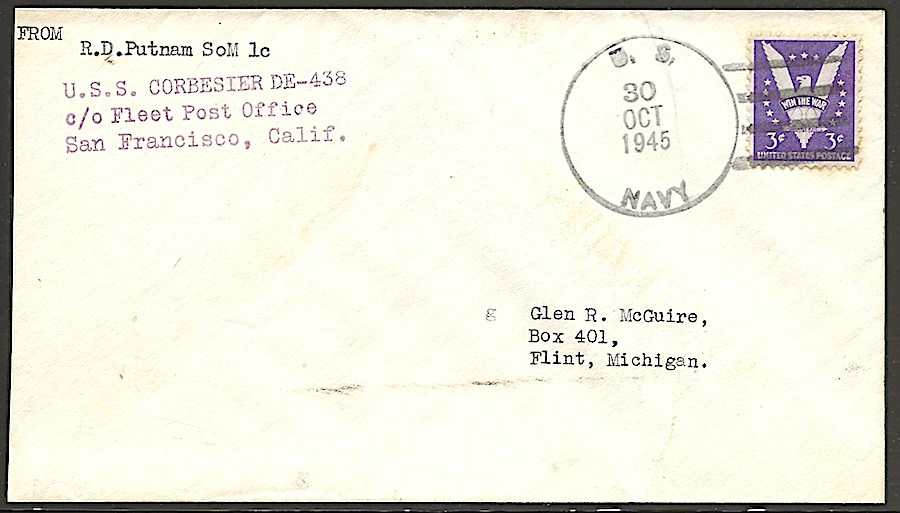 FROM
R.D.Putnam SoM 1c
U.S.S. CORBESIER DE-438
c/o Fleet Post Office
San Francisco, Calif.
U. S.
30
OCT
1945
NAVY
WIN THE WAR
3¢ 3¢
UNITED STATES POSTAGE
g Glen R. McGuire,
Box 401,
Flint, Michigan.